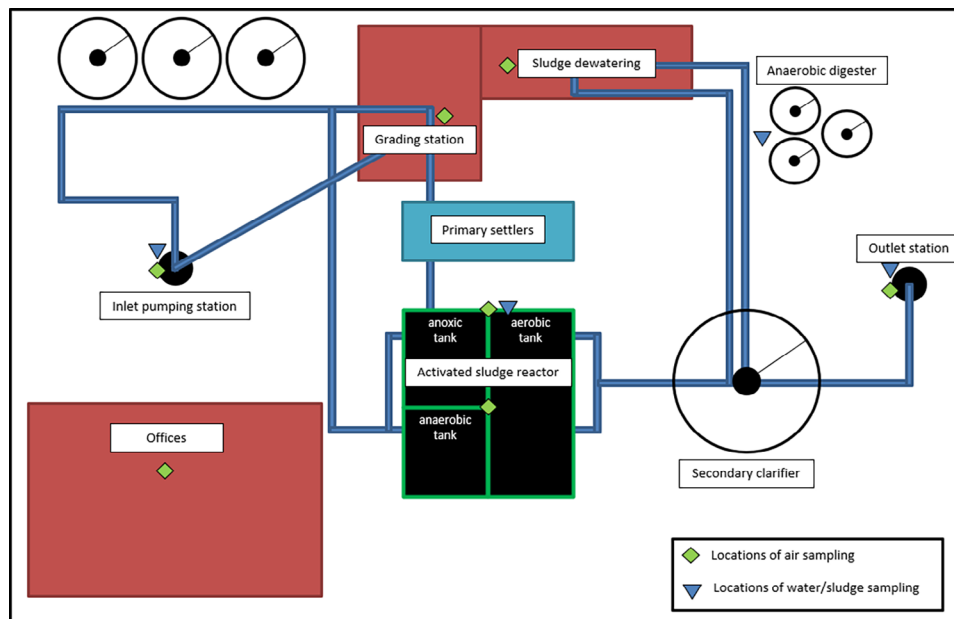 Sludge dewatering
Anaerobic digester
Grading station
Primary settlers
Outlet station
Inlet pumping station
anoxic
tank
aerobic
tank
Activated sludge reactor
anaerobic
tank
Offices
Secondary clarifier
Locations of air sampling
Locations of water/sludge sampling